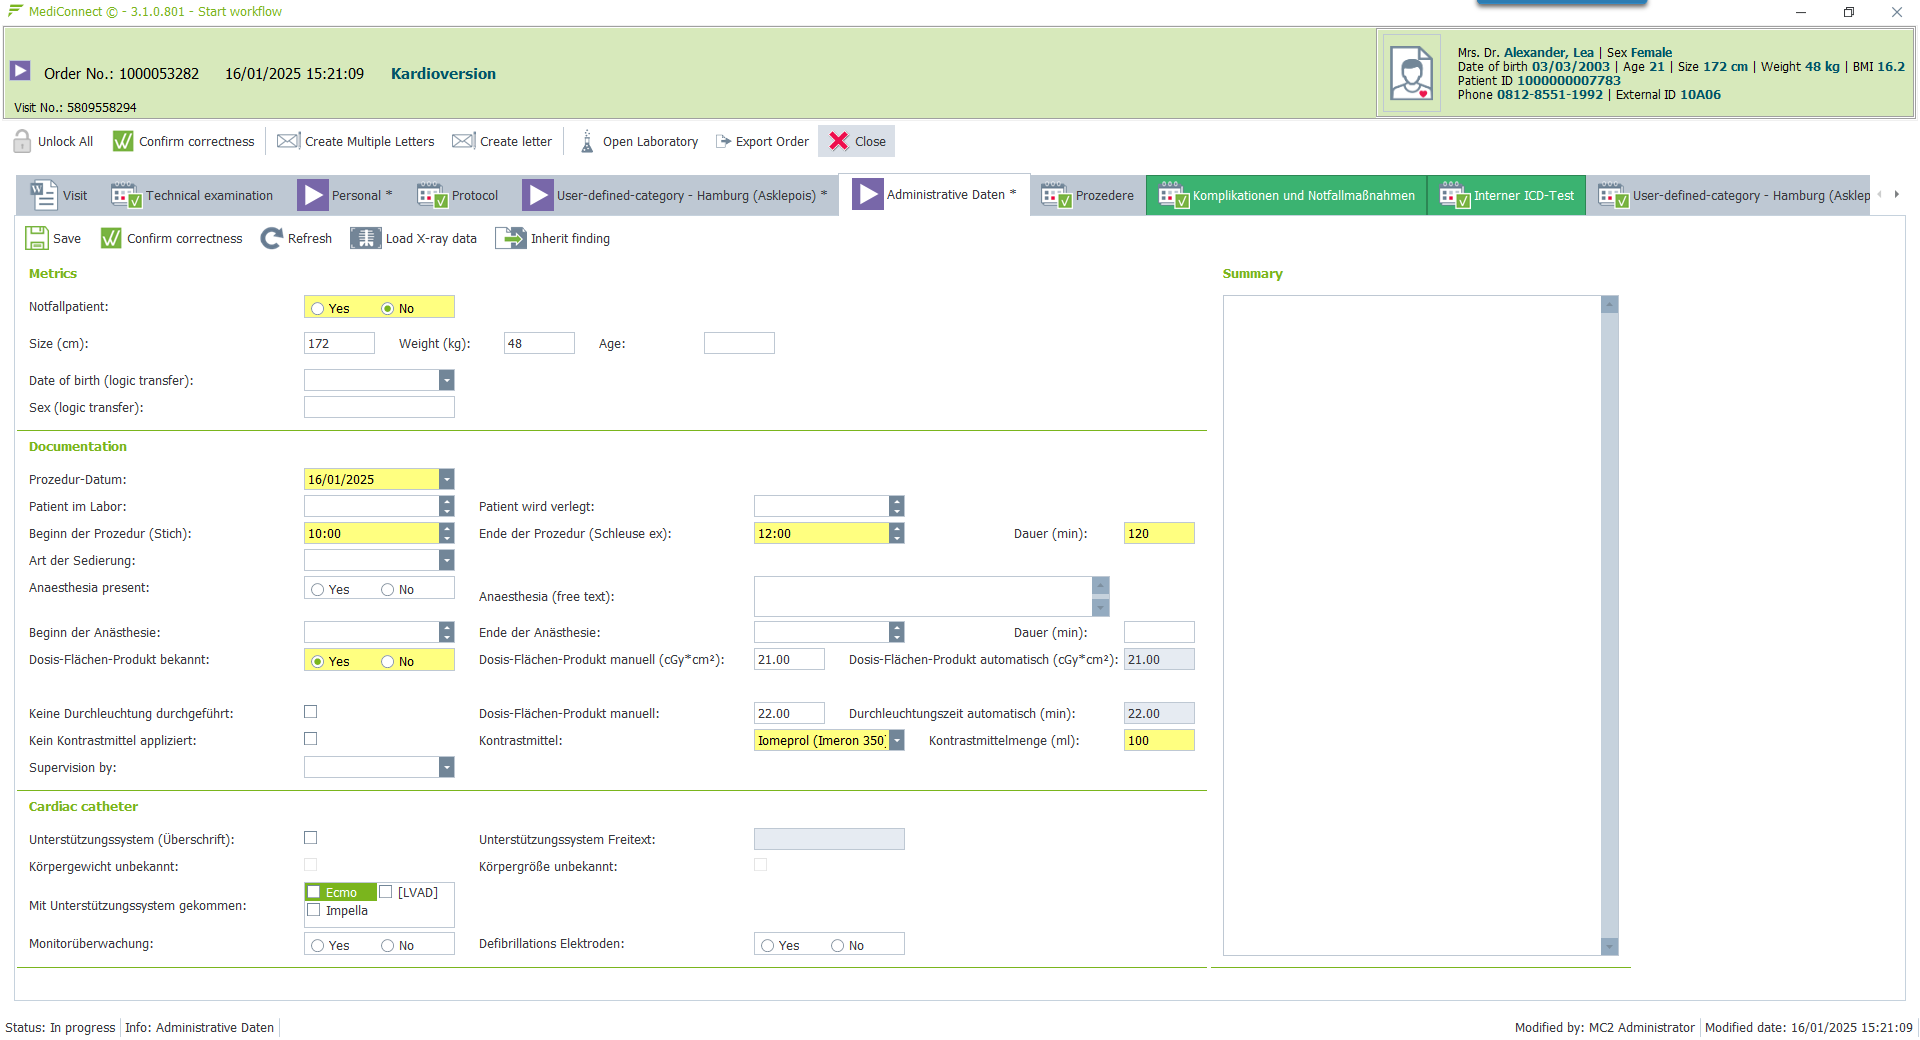 MediConnect © - 3.1.0.801 - Start workflow
Order No.: 1000053282 16/01/2025 15:21:09 Kardioversion
Visit No.: 5809558294
Mrs. Dr. Alexander, Lea | Sex Female
Date of birth 03/03/2003 | Age 21 | Size 172 cm | Weight 48 kg | BMI 16.2
Patient ID 1000000007783
Phone 0812-8551-1992 | External ID 10A06
Unlock All Confirm correctness Create Multiple Letters Create letter Open Laboratory Export Order Close
Visit Technical examination Personal * Protocol User-defined-category - Hamburg (Asklepois) * Administrative Daten * Prozedere Komplikationen und Notfallmaßnahmen Interner ICD-Test User-defined-category - Hamburg (Asklep
Save Confirm correctness Refresh Load X-ray data Inherit finding
Metrics
Notfallpatient: Yes No
Size (cm): 172 Weight (kg): 48 Age:
Date of birth (logic transfer):
Sex (logic transfer):
Documentation
Prozedur-Datum: 16/01/2025
Patient im Labor: Patient wird verlegt:
Beginn der Prozedur (Stich): 10:00 Ende der Prozedur (Schleuse ex): 12:00 Dauer (min): 120
Art der Sedierung:
Anaesthesia present: Yes No Anaesthesia (free text):
Beginn der Anästhesie: Ende der Anästhesie: Dauer (min):
Dosis-Flächen-Produkt bekannt: Yes No Dosis-Flächen-Produkt manuell (cGy*cm²): 21.00 Dosis-Flächen-Produkt automatisch (cGy*cm²): 21.00
Keine Durchleuchtung durchgeführt: Dosis-Flächen-Produkt manuell: 22.00 Durchleuchtungszeit automatisch (min): 22.00
Kein Kontrastmittel appliziert: Kontrastmittel: Iomeprol (Imeron 350) Kontrastmittelmenge (ml): 100
Supervision by:
Cardiac catheter
Unterstützungssystem (Überschrift): Unterstützungssystem Freitext:
Körpergewicht unbekannt: Körpergröße unbekannt:
Mit Unterstützungssystem gekommen: Ecmo [LVAD]
Impella
Monitorüberwachung: Yes No Defibrillations Elektroden: Yes No
Summary
Status: In progress Info: Administrative Daten Modified by: MC2 Administrator Modified date: 16/01/2025 15:21:09